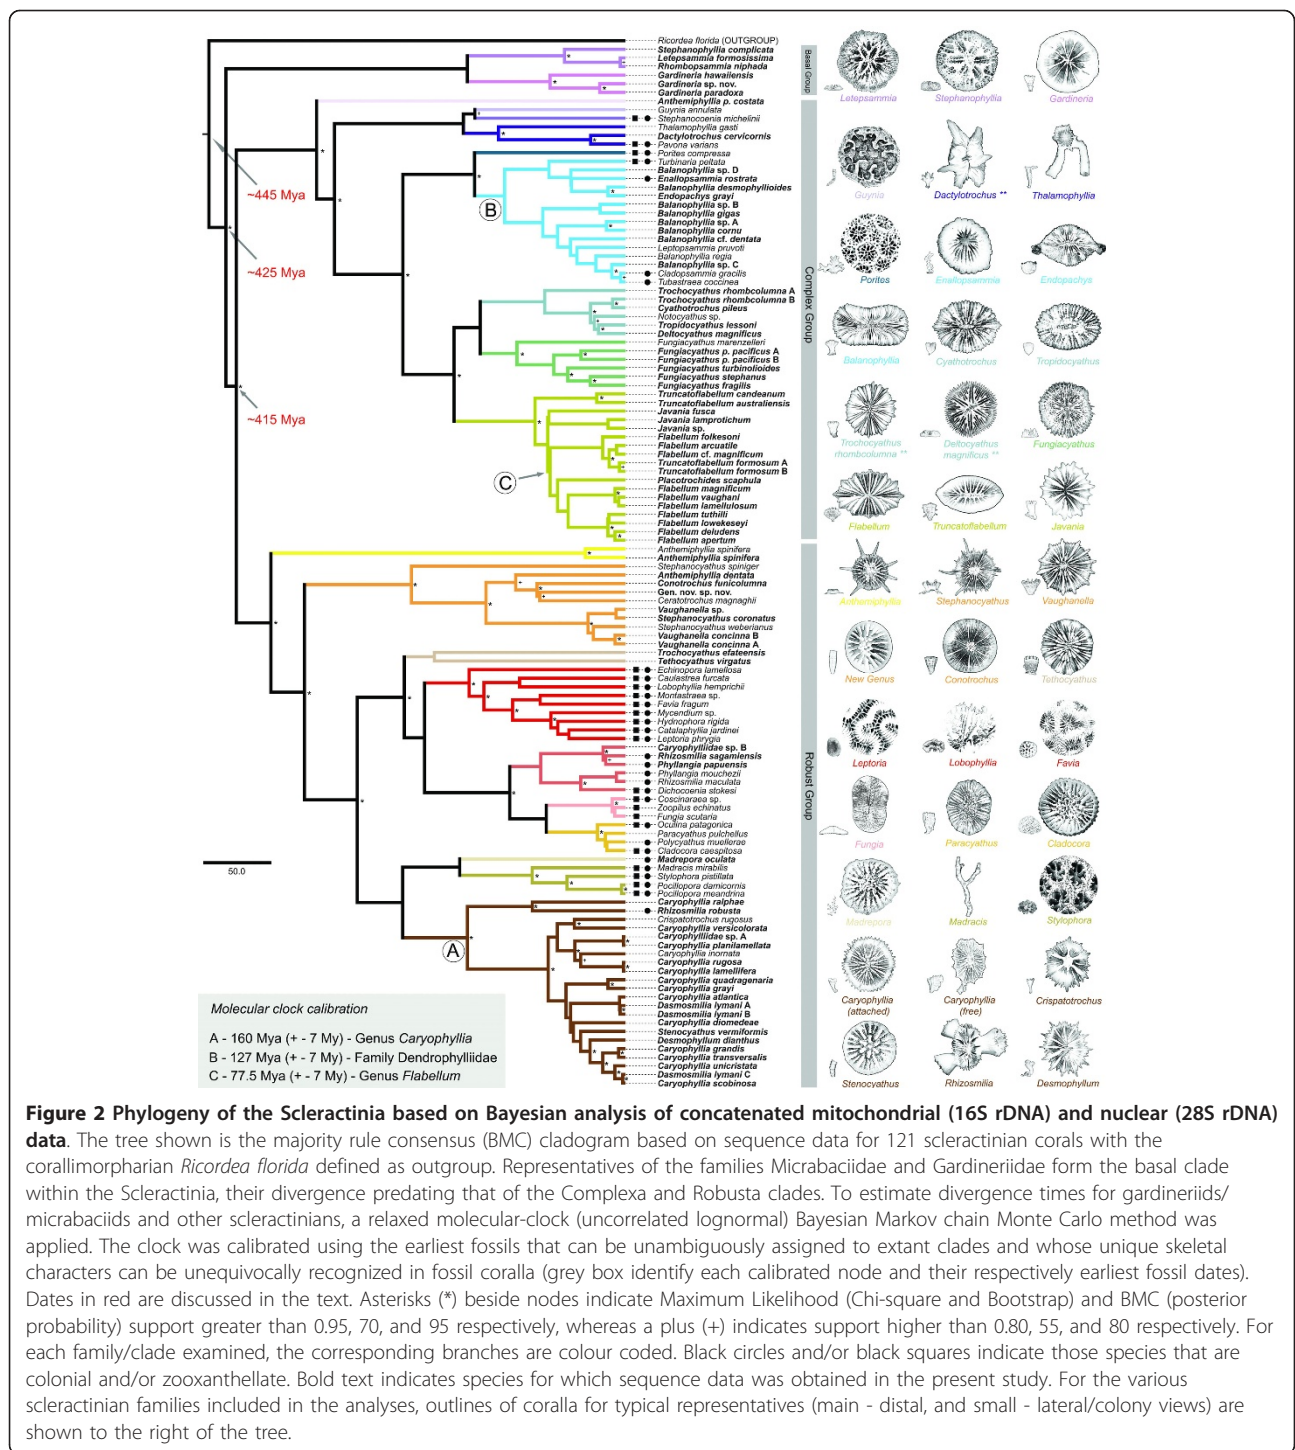 Ricordea florida (OUTGROUP)
Stephanophyllia complicata
Letepsammia formosissima
Rhombopsammia niphada
Gardineria hawaiiensis
Gardineria sp. nov.
Gardineria paradoxa
Anthemiphyllia p. costata
Guynia annulata
Stephanocoenia michelinii
Thalamophyllia gasti
Dactylotrochus cervicornis
Pavona varians
Porites compressa
Turbinaria peltata
Balanophyllia sp. D
Enallopsammia rostrata
Balanophyllia desmophyllioides
Endopachys grayi
Balanophyllia sp. B
Balanophyllia gigas
Balanophyllia sp. A
Balanophyllia cornu
Balanophyllia cf. dentata
Leptopsammia pruvoti
Balanophyllia regia
Balanophyllia sp. C
Cladopsammia gracilis
Tubastraea coccinea
Trochocyathus rhombcolumna A
Trochocyathus rhombcolumna B
Cyathotrochus pileus
Notocyathus sp.
Tropidocyathus lessoni
Deltocyathus magnificus
Fungiacyathus marenzelleri
Fungiacyathus p. pacificus A
Fungiacyathus p. pacificus B
Fungiacyathus turbinolioides
Fungiacyathus stephanus
Fungiacyathus fragilis
Truncatoflabellum candeanum
Truncatoflabellum australiensis
Javania fusca
Javania lamprotichum
Javania sp.
Flabellum folkesoni
Flabellum arcuatile
Flabellum cf. magnificum
Truncatoflabellum formosum A
Truncatoflabellum formosum B
Placotrochides scaphula
Flabellum magnificum
Flabellum vaughani
Flabellum lamellulosum
Flabellum tuthilli
Flabellum lowekeseyi
Flabellum deludens
Flabellum apertum
Anthemiphyllia spinifera
Anthemiphyllia spinifera
Stephanocyathus spiniger
Anthemiphyllia dentata
Conotrochus funicolumna
Gen. nov. sp. nov.
Ceratotrochus magnaghii
Vaughanella sp.
Stephanocyathus coronatus
Stephanocyathus weberianus
Vaughanella concinna B
Vaughanella concinna A
Trochocyathus efateensis
Tethocyathus virgatus
Echinopora lamellosa
Caulastrea furcata
Lobophyllia hemprichii
Montastraea sp.
Favia fragum
Mycendium sp.
Hydnophora rigida
Catalaphyllia jardinei
Leptoria phrygia
Caryophylliidae sp. B
Rhizosmilia sagamiensis
Phyllangia papuensis
Phyllangia mouchezii
Rhizosmilia maculata
Dichocoenia stokesi
Coscinaraea sp.
Zoopilus echinatus
Fungia scutaria
Oculina patagonica
Paracyathus pulchellus
Polycyathus muellerae
Cladocora caespitosa
Madrepora oculata
Madracis mirabilis
Stylophora pistillata
Pocillopora damicornis
Pocillopora meandrina
Caryophyllia ralphae
Rhizosmilia robusta
Crispatotrochus rugosus
Caryophyllia versicolorata
Caryophylliidae sp. A
Caryophyllia planilamellata
Caryophyllia inornata
Caryophyllia rugosa
Caryophyllia lamellifera
Caryophyllia quadragenaria
Caryophyllia grayi
Caryophyllia atlantica
Dasmosmilia lymani A
Dasmosmilia lymani B
Caryophyllia diomedeae
Stenocyathus vermiformis
Desmophyllum dianthus
Caryophyllia grandis
Caryophyllia transversalis
Caryophyllia unicristata
Dasmosmilia lymani C
Caryophyllia scobinosa
~445 Mya
~425 Mya
~415 Mya
B
C
A
50.0
Basal Group
Complex Group
Robust Group
Letepsammia Stephanophyllia Gardineria
Guynia Dactylotrochus ** Thalamophyllia
Porites Enallopsammia Endopachys
Balanophyllia Cyathotrochus Tropidocyathus
Trochocyathus Deltocyathus Fungiacyathus
rhombcolumna ** magnificus **
Flabellum Truncatoflabellum Javania
Anthemiphyllia Stephanocyathus Vaughanella
New Genus Conotrochus Tethocyathus
Leptoria Lobophyllia Favia
Fungia Paracyathus Cladocora
Madrepora Madracis Stylophora
Caryophyllia Caryophyllia Crispatotrochus
(attached) (free)
Stenocyathus Rhizosmilia Desmophyllum
Molecular clock calibration
A - 160 Mya (+ - 7 My) - Genus Caryophyllia
B - 127 Mya (+ - 7 My) - Family Dendrophylliidae
C - 77.5 Mya (+ - 7 My) - Genus Flabellum
Figure 2 Phylogeny of the Scleractinia based on Bayesian analysis of concatenated mitochondrial (16S rDNA) and nuclear (28S rDNA)
data. The tree shown is the majority rule consensus (BMC) cladogram based on sequence data for 121 scleractinian corals with the
corallimorpharian Ricordea florida defined as outgroup. Representatives of the families Micrabaciidae and Gardineriidae form the basal clade
within the Scleractinia, their divergence predating that of the Complexa and Robusta clades. To estimate divergence times for gardineriids/
micrabaciids and other scleractinians, a relaxed molecular-clock (uncorrelated lognormal) Bayesian Markov chain Monte Carlo method was
applied. The clock was calibrated using the earliest fossils that can be unambiguously assigned to extant clades and whose unique skeletal
characters can be unequivocally recognized in fossil coralla (grey box identify each calibrated node and their respectively earliest fossil dates).
Dates in red are discussed in the text. Asterisks (*) beside nodes indicate Maximum Likelihood (Chi-square and Bootstrap) and BMC (posterior
probability) support greater than 0.95, 70, and 95 respectively, whereas a plus (+) indicates support higher than 0.80, 55, and 80 respectively. For
each family/clade examined, the corresponding branches are colour coded. Black circles and/or black squares indicate those species that are
colonial and/or zooxanthellate. Bold text indicates species for which sequence data was obtained in the present study. For the various
scleractinian families included in the analyses, outlines of coralla for typical representatives (main - distal, and small - lateral/colony views) are
shown to the right of the tree.